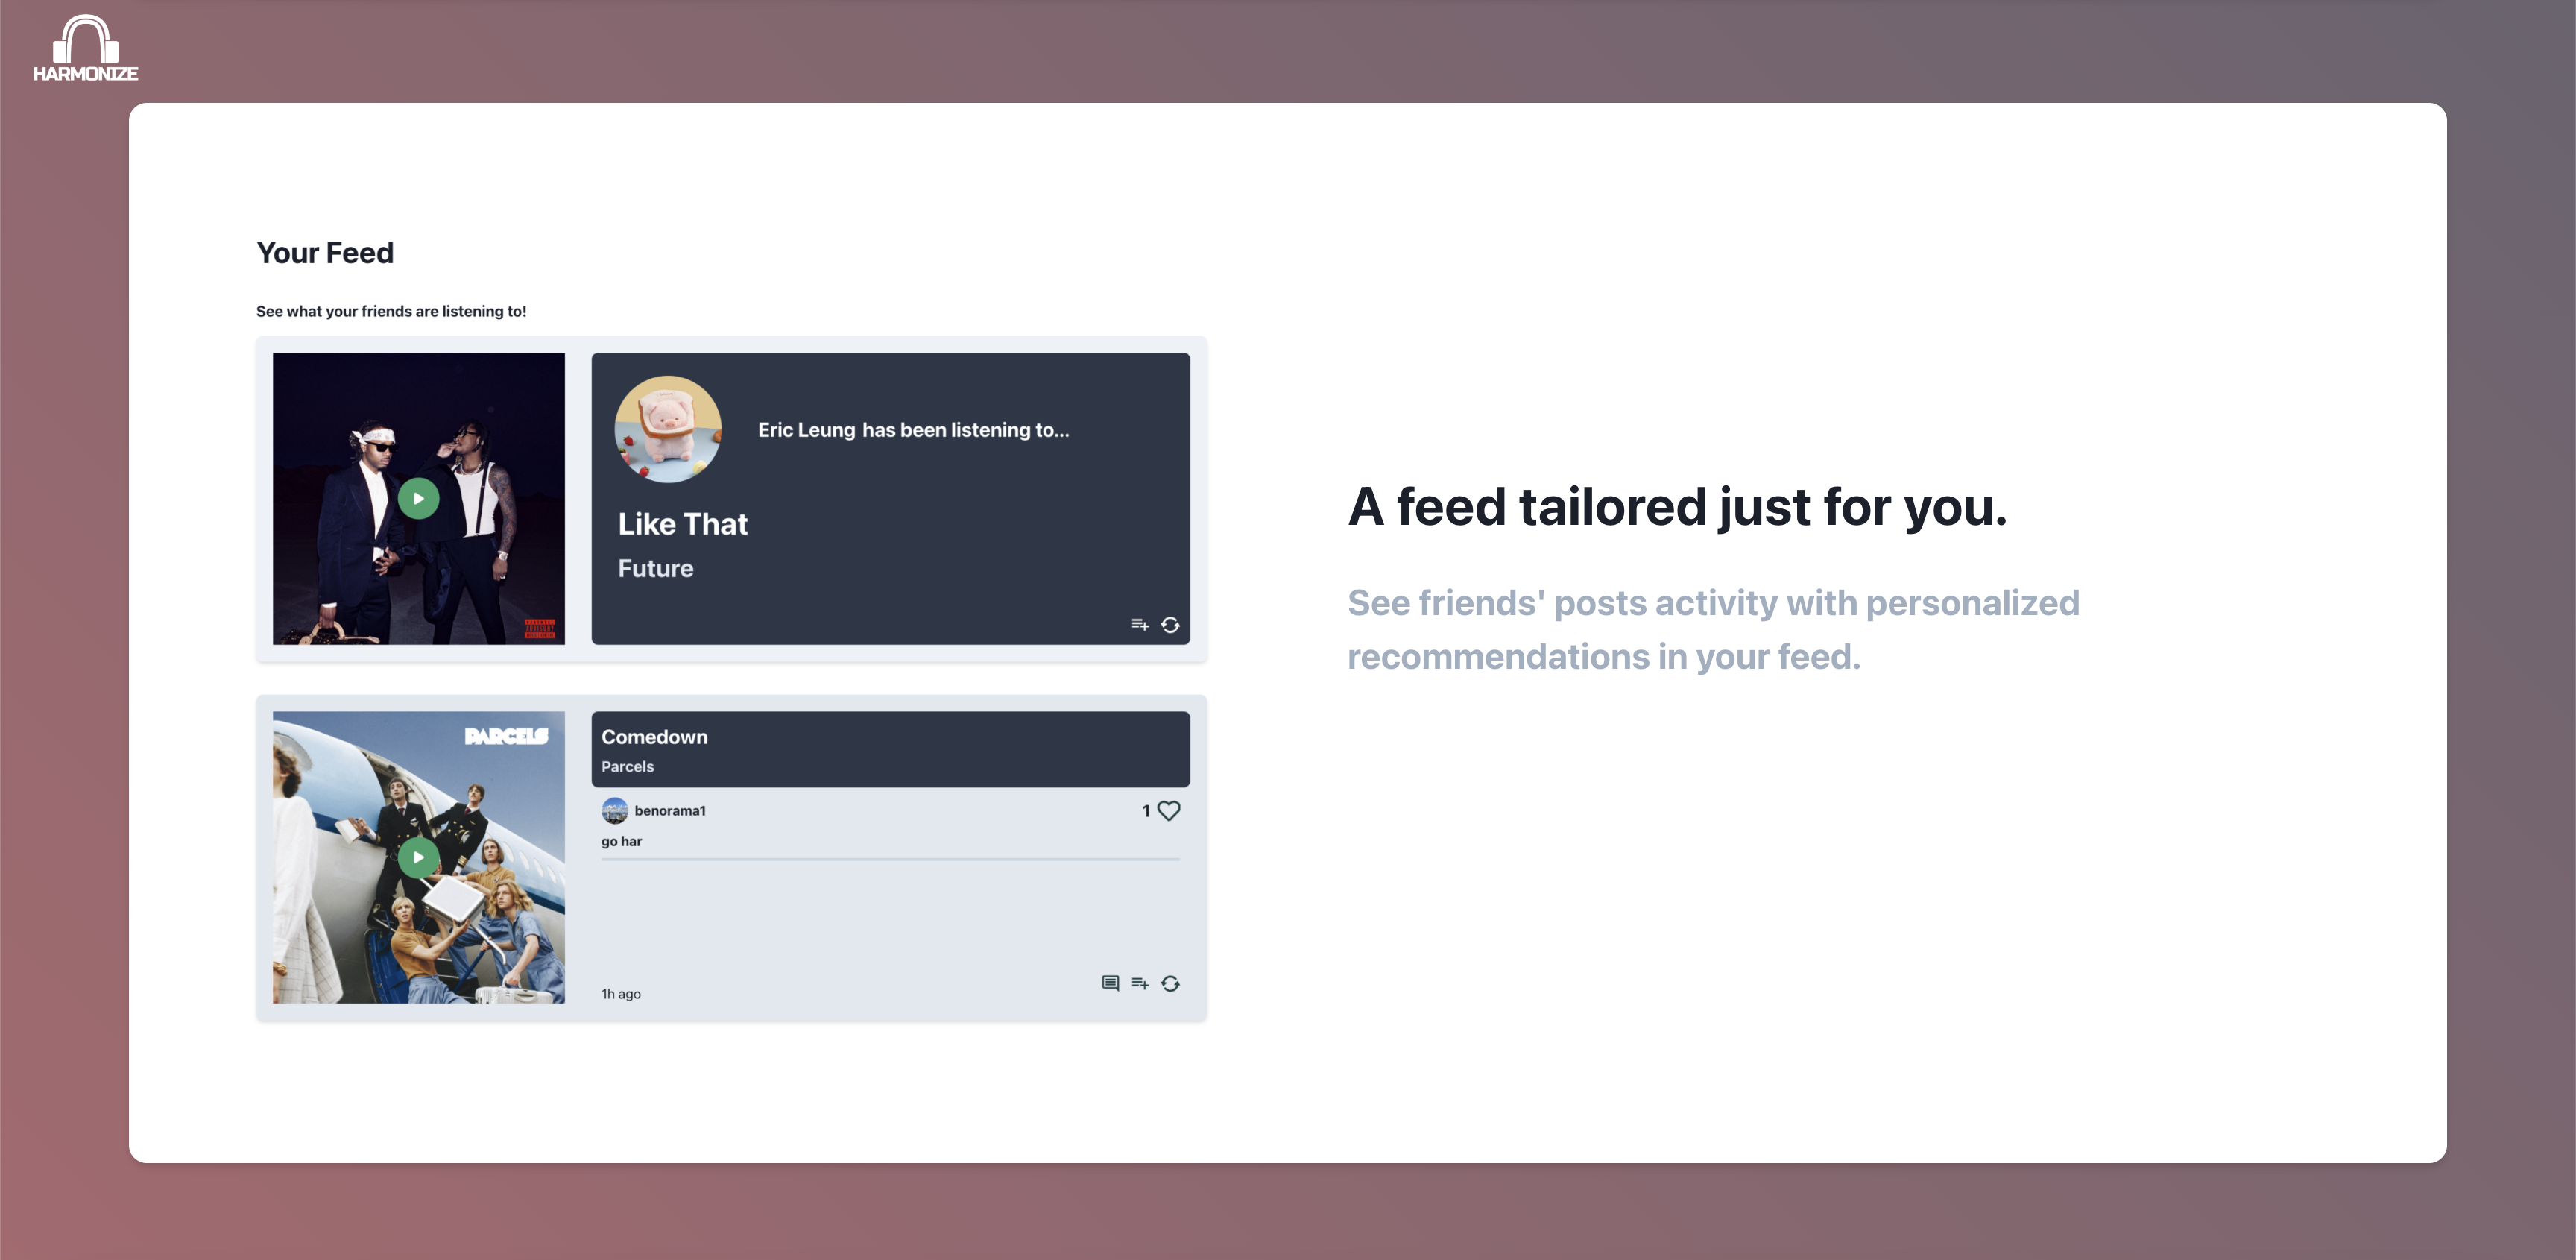 HARMONIZE
Your Feed
See what your friends are listening to!
Eric Leung has been listening to...
Like That
Future
PARCELS
Comedown
Parcels
benorama1
1
go har
1h ago
A feed tailored just for you.
See friends' posts activity with personalized
recommendations in your feed.